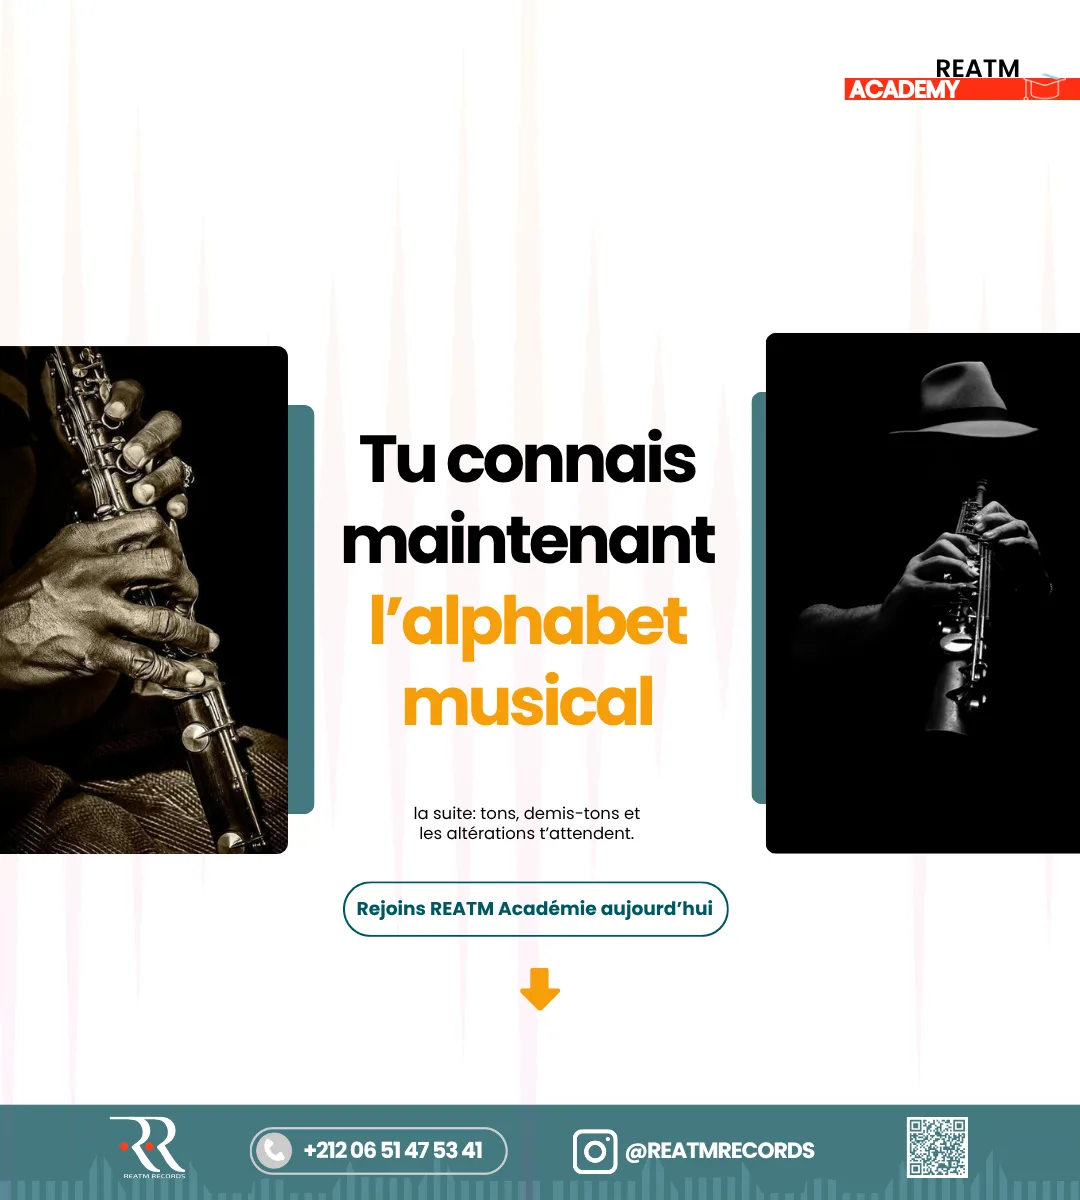 REATM
ACADEMY
Tu connais
maintenant
l’alphabet
musical
la suite: tons, demis-tons et
les altérations t’attendent.
Rejoins REATM Académie aujourd’hui
RR
REATM RECORDS
+212 06 51 47 53 41
@REATMRECORDS